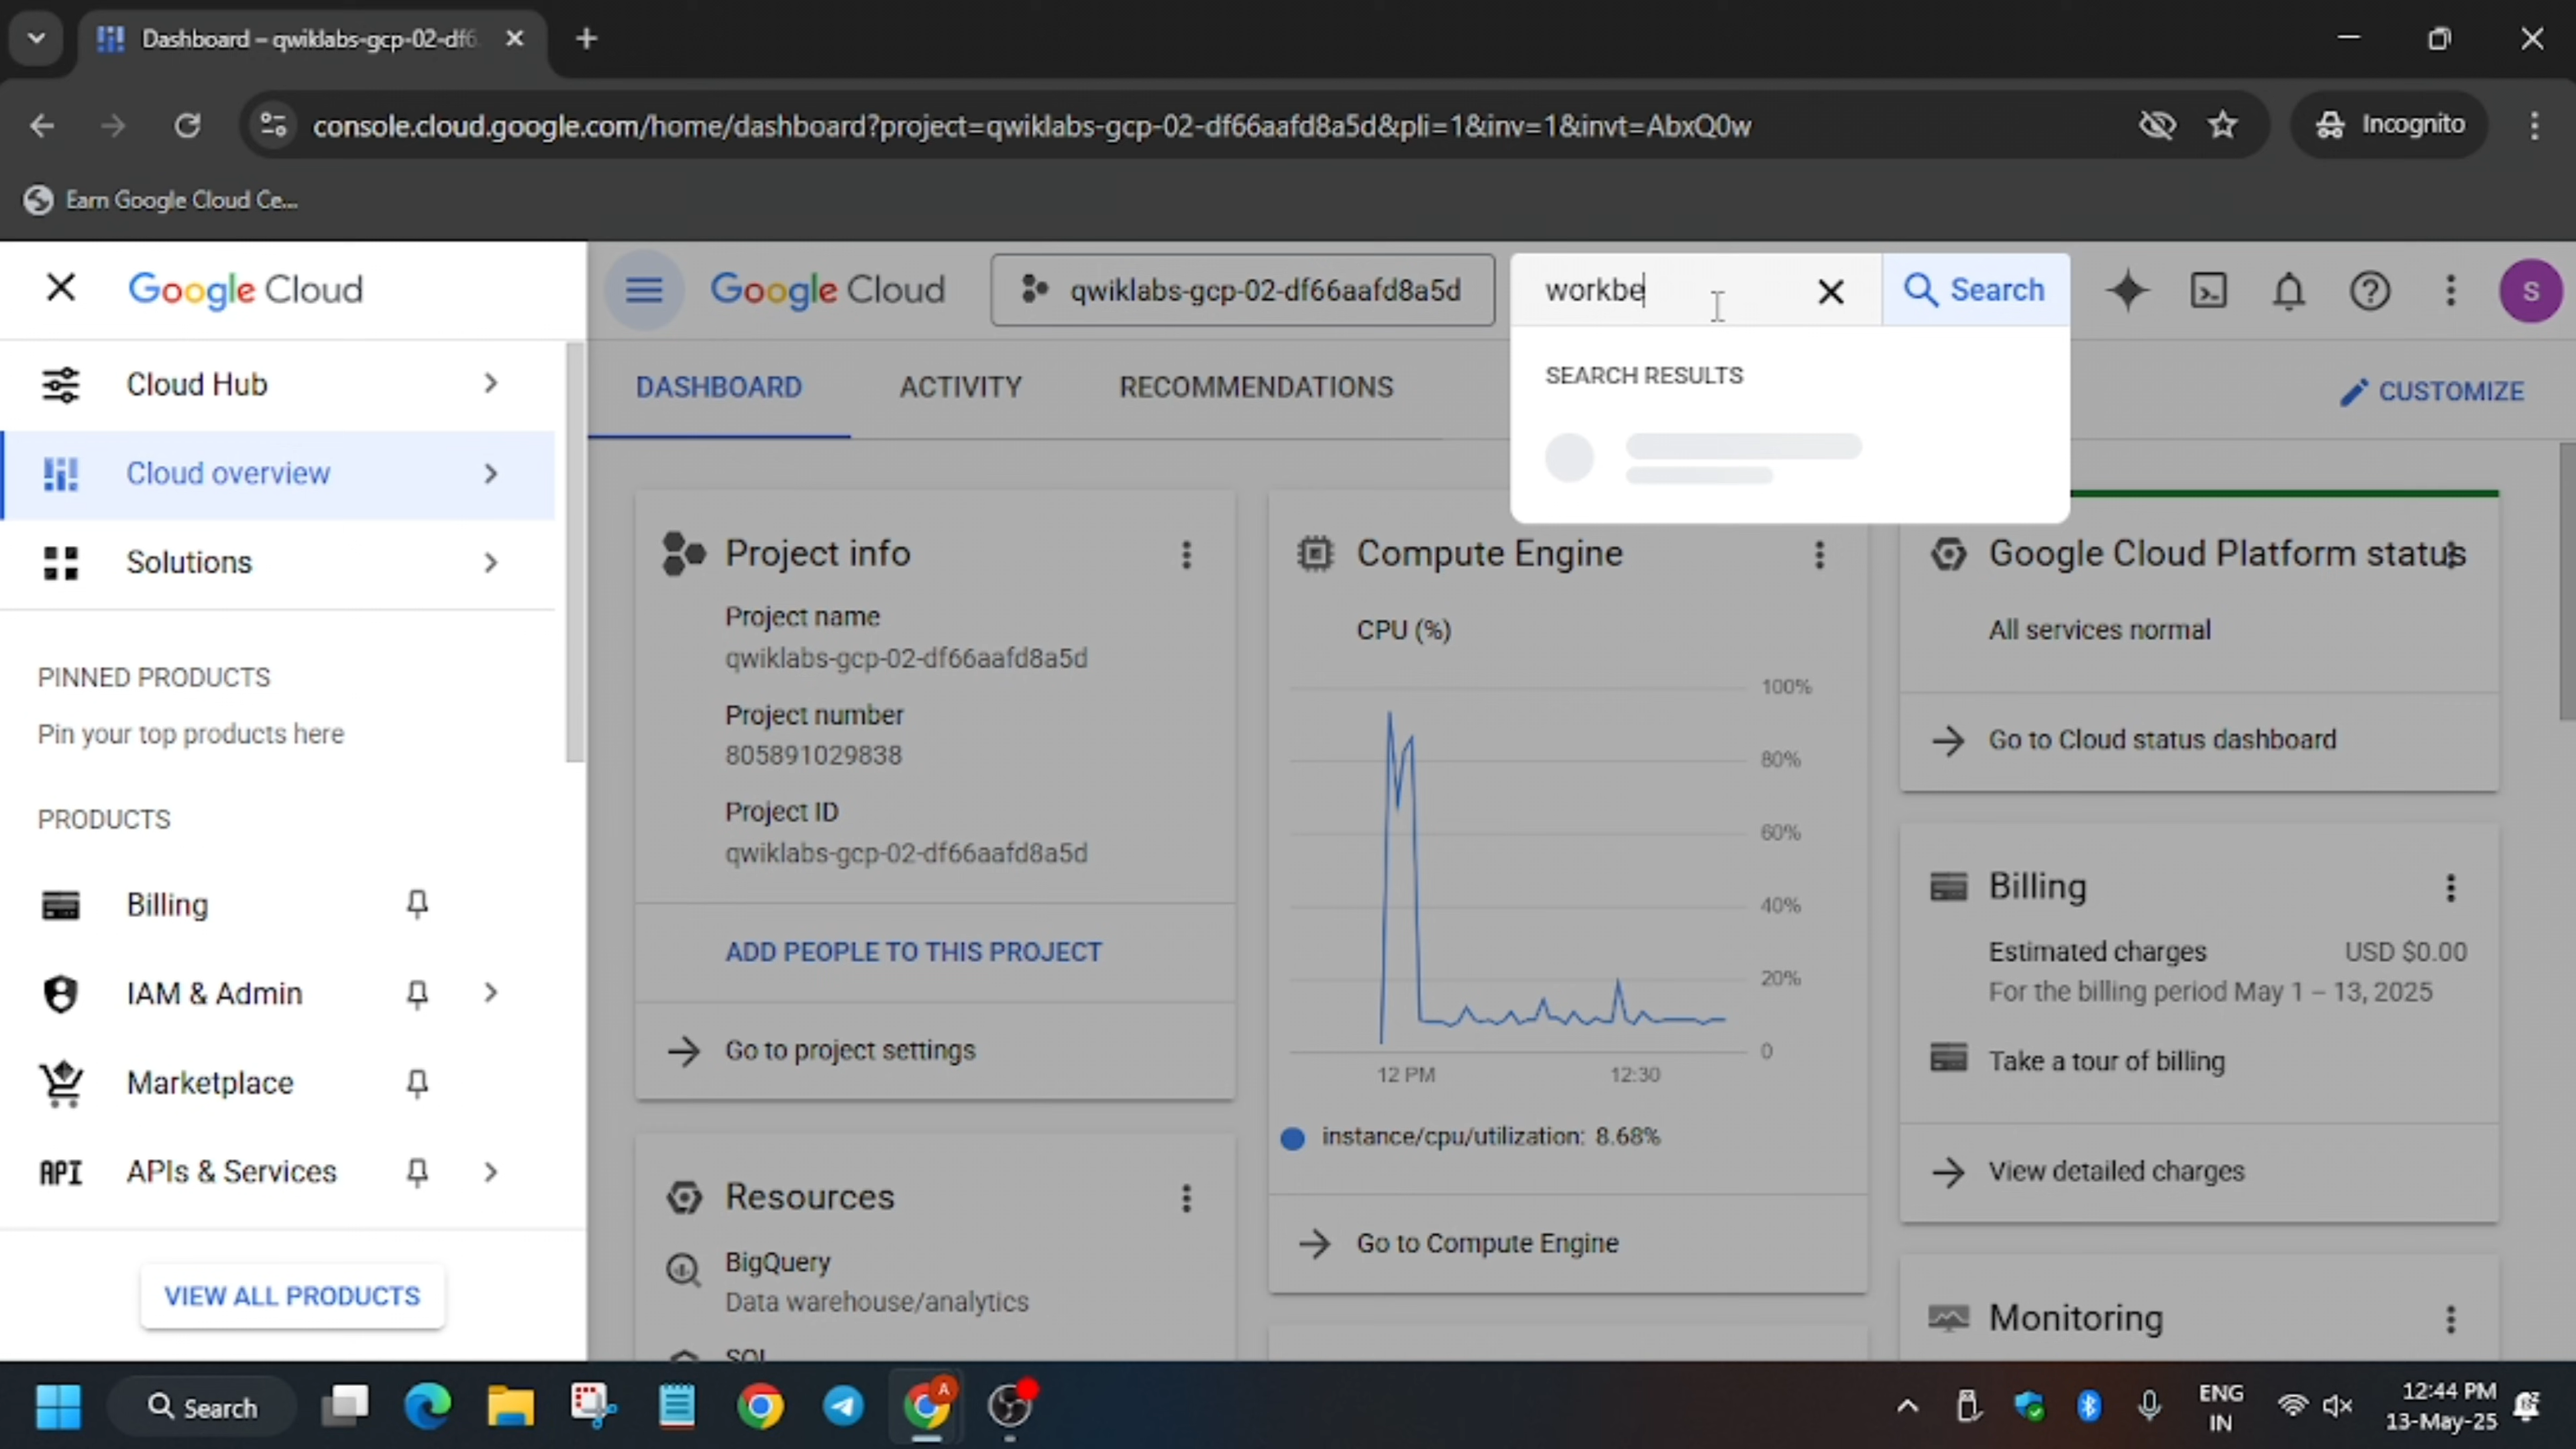 Dashboard – qwiklabs-gcp-02-df6
console.cloud.google.com/home/dashboard?project=qwiklabs-gcp-02-df66aafd8a5d&pli=1&inv=1&invt=AbxQ0w
Incognito
Earn Google Cloud Ce...
Google Cloud
Google Cloud
qwiklabs-gcp-02-df66aafd8a5d
workbe
Search
S
Cloud Hub
Cloud overview
Solutions
PINNED PRODUCTS
Pin your top products here
PRODUCTS
Billing
IAM & Admin
Marketplace
API
APIs & Services
VIEW ALL PRODUCTS
DASHBOARD
ACTIVITY
RECOMMENDATIONS
SEARCH RESULTS
CUSTOMIZE
Project info
Project name
qwiklabs-gcp-02-df66aafd8a5d
Project number
805891029838
Project ID
qwiklabs-gcp-02-df66aafd8a5d
ADD PEOPLE TO THIS PROJECT
Go to project settings
Resources
BigQuery
Data warehouse/analytics
SQL
Compute Engine
CPU (%)
100%
80%
60%
40%
20%
0
12 PM
12:30
instance/cpu/utilization: 8.68%
Go to Compute Engine
Google Cloud Platform status
All services normal
Go to Cloud status dashboard
Billing
Estimated charges
USD $0.00
For the billing period May 1 – 13, 2025
Take a tour of billing
View detailed charges
Monitoring
Search
A
ENG
IN
12:44 PM
13-May-25